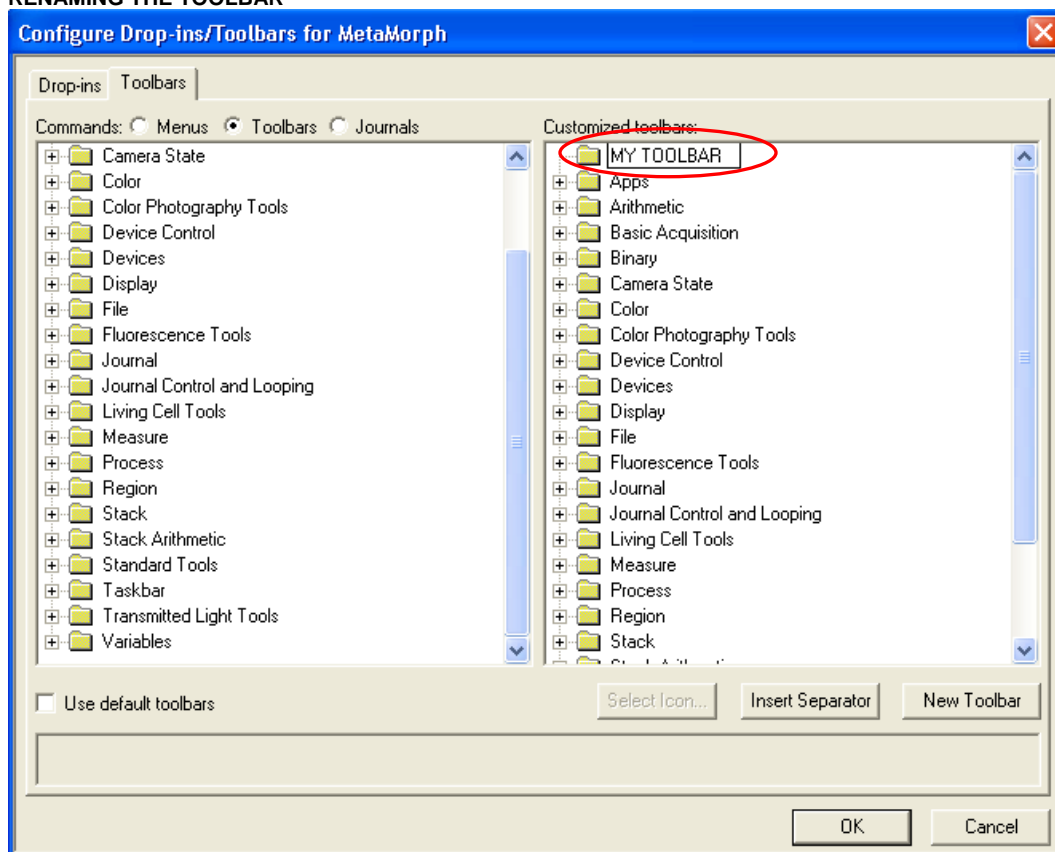 RENAMING THE TOOLBAR
Configure Drop-ins/Toolbars for MetaMorph
Drop-ins Toolbars
Commands: Menus Toolbars Journals
Camera State
Color
Color Photography Tools
Device Control
Devices
Display
File
Fluorescence Tools
Journal
Journal Control and Looping
Living Cell Tools
Measure
Process
Region
Stack
Stack Arithmetic
Standard Tools
Taskbar
Transmitted Light Tools
Variables
Customized toolbars:
MY TOOLBAR
Apps
Arithmetic
Basic Acquisition
Binary
Camera State
Color
Color Photography Tools
Device Control
Devices
Display
File
Fluorescence Tools
Journal
Journal Control and Looping
Living Cell Tools
Measure
Process
Region
Stack
Use default toolbars
Select Icon... Insert Separator New Toolbar
OK Cancel